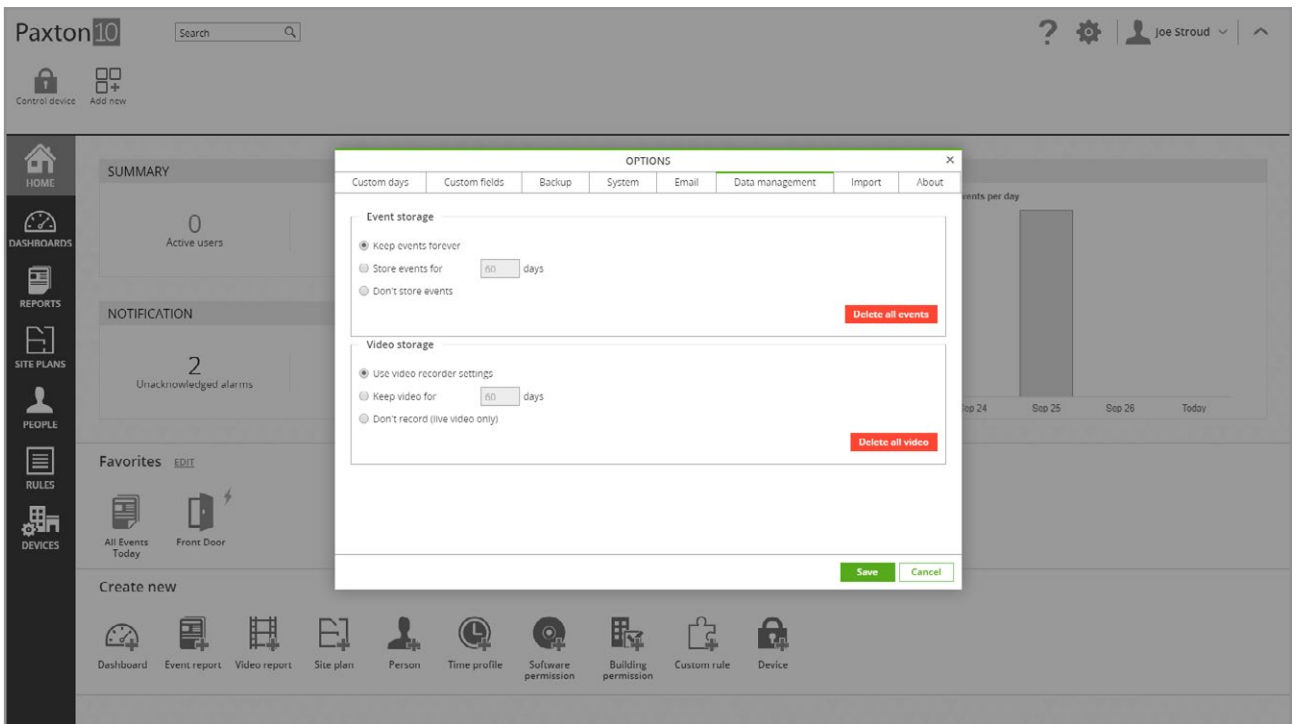 Paxton10
Search
Joe Stroud
Control device
Add new
HOME
DASHBOARDS
REPORTS
SITE PLANS
PEOPLE
RULES
DEVICES
SUMMARY
0
Active users
NOTIFICATION
2
Unacknowledged alarms
OPTIONS
Custom days Custom fields Backup System Email Data management Import About
Event storage
Keep events forever
Store events for 60 days
Don't store events
Delete all events
Video storage
Use video recorder settings
Keep video for 60 days
Don't record (live video only)
Delete all video
Save Cancel
per day
Sep 25 Sep 26 Today
Favorites EDIT
All Events
Today
Front Door
Create new
Dashboard Event report Video report Site plan Person Time profile Software
permission Building
permission Custom rule Device